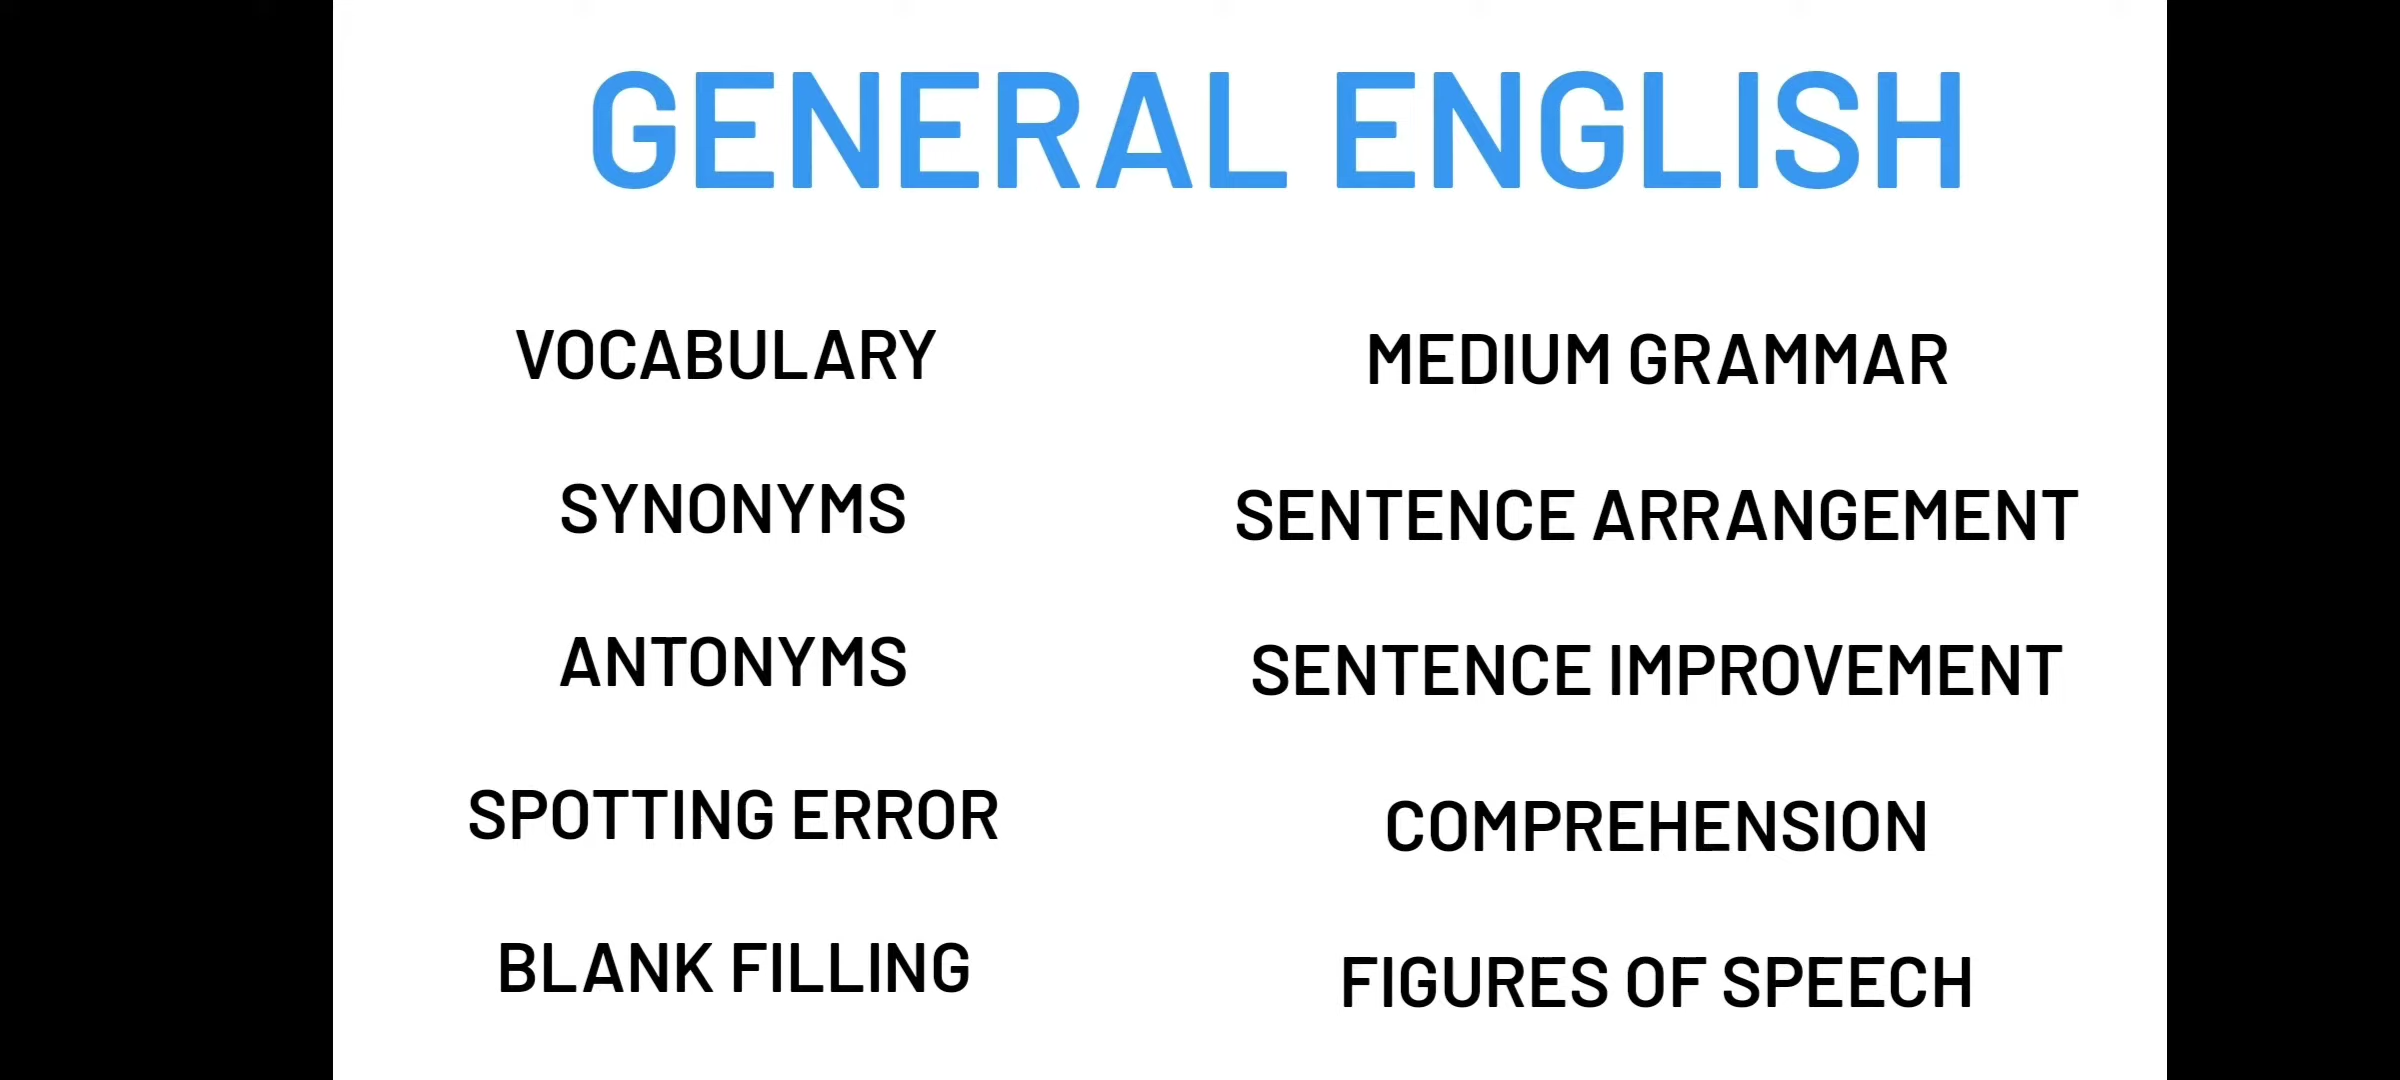 GENERAL ENGLISH
VOCABULARY
SYNONYMS
ANTONYMS
SPOTTING ERROR
BLANK FILLING
MEDIUM GRAMMAR
SENTENCE ARRANGEMENT
SENTENCE IMPROVEMENT
COMPREHENSION
FIGURES OF SPEECH